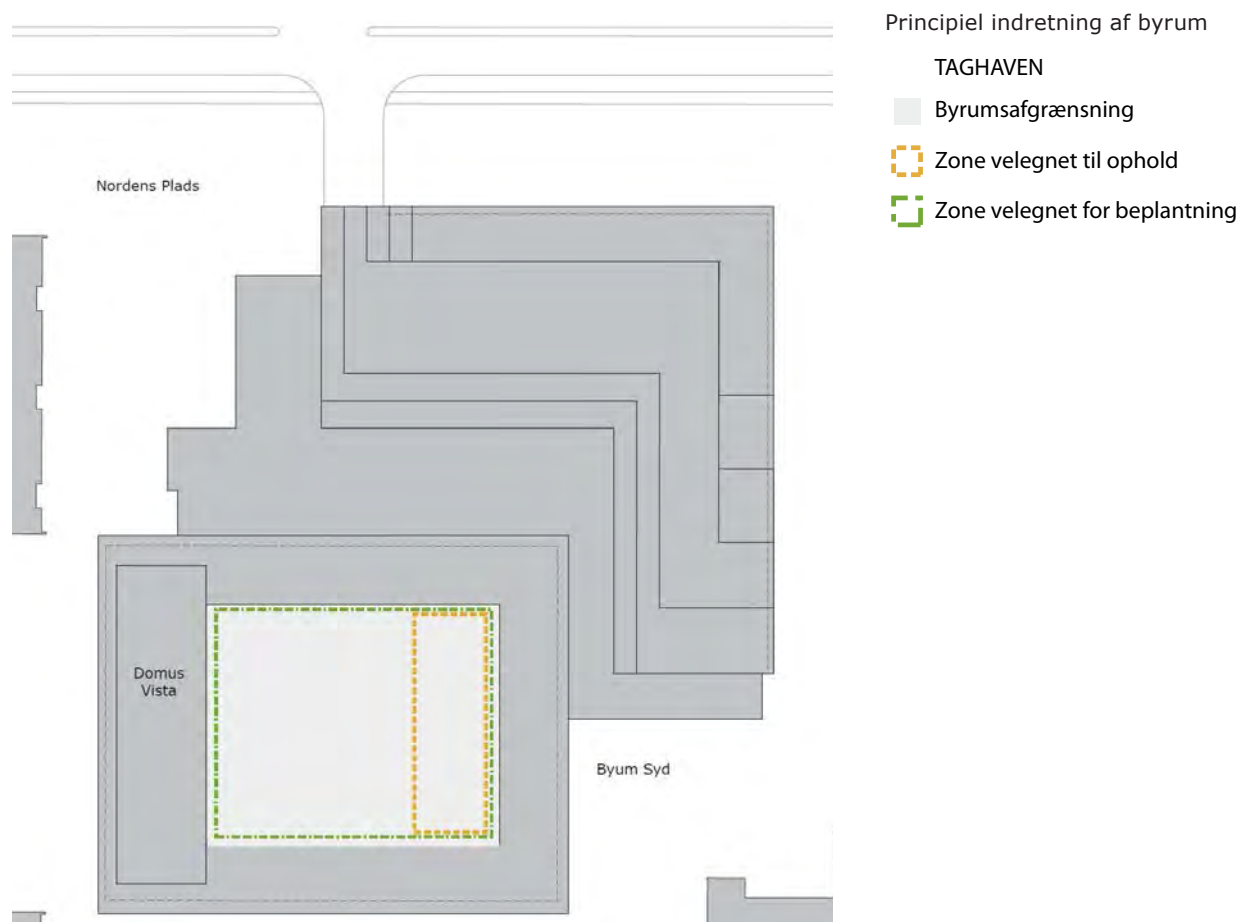 Principiel indretning af byrum
TAGHAVEN
Byrumsafgrænsning
Zone velegnet til ophold
Zone velegnet for beplantning
Nordens Plads
Domus
Vista
Byum Syd